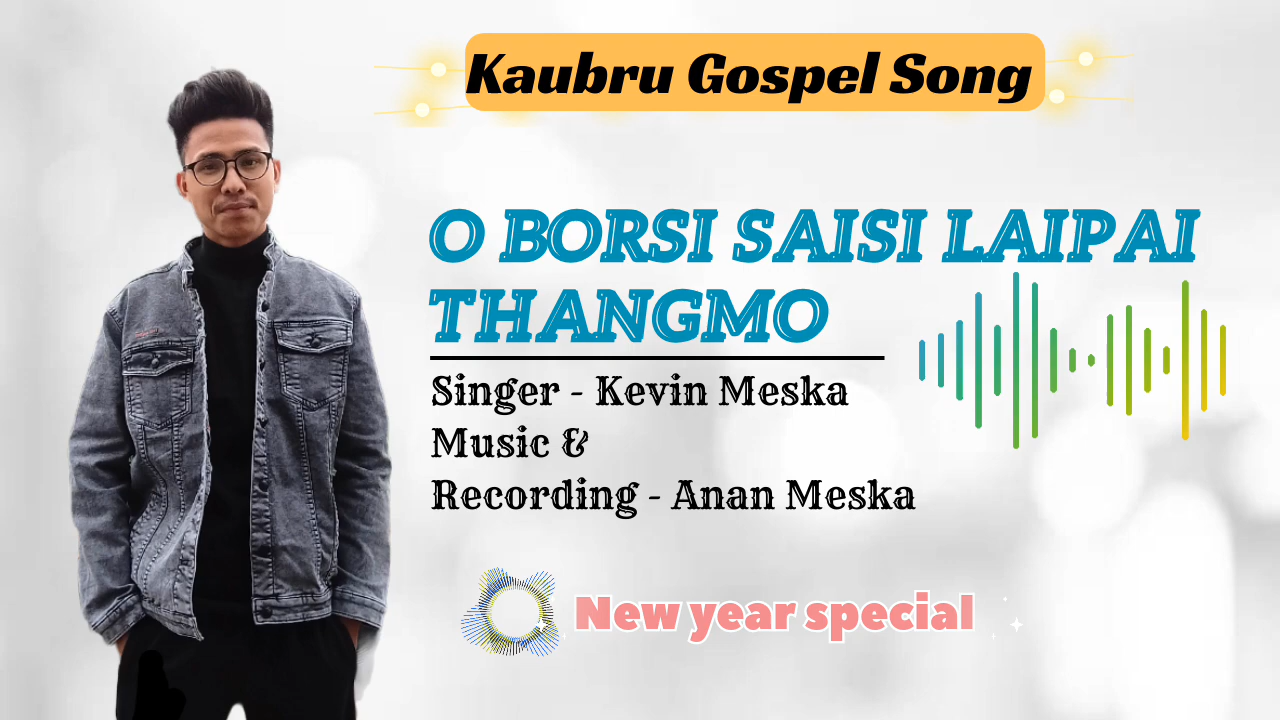 Kaubru Gospel Song
O BORSI SAISI LAIPAI
THANGMO
Singer - Kevin Meska
Music &
Recording - Anan Meska
New year special